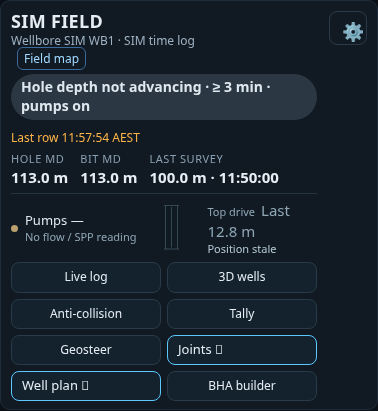 SIM FIELD
Wellbore SIM WB1 · SIM time log
Field map
Hole depth not advancing · ≥ 3 min ·
pumps on
Last row 11:57:54 AEST
HOLE MD BIT MD LAST SURVEY
113.0 m 113.0 m 100.0 m · 11:50:00
Pumps —
No flow / SPP reading
Top drive Last
12.8 m
Position stale
Live log 3D wells
Anti-collision Tally
Geosteer Joints
Well plan BHA builder